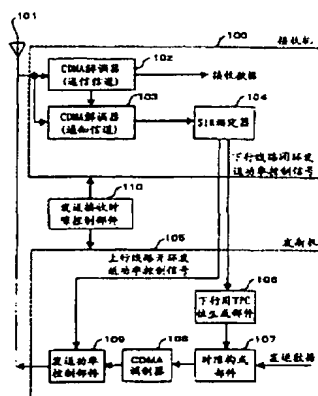 101
100
接收机
102
CDMA解调器
(通信信道)
接收数据
103
CDMA解调器
(通知信道)
104
SIR测定器
下行线路闭环发
送功率控制信号
110
发送接收时
隙控制部件
105
发射机
上行线路开环发
送功率控制信号
106
下行用TPC
位生成部件
109
发送功率
控制部件
108
CDMA
调制器
107
时隙构成
部件
发送数据